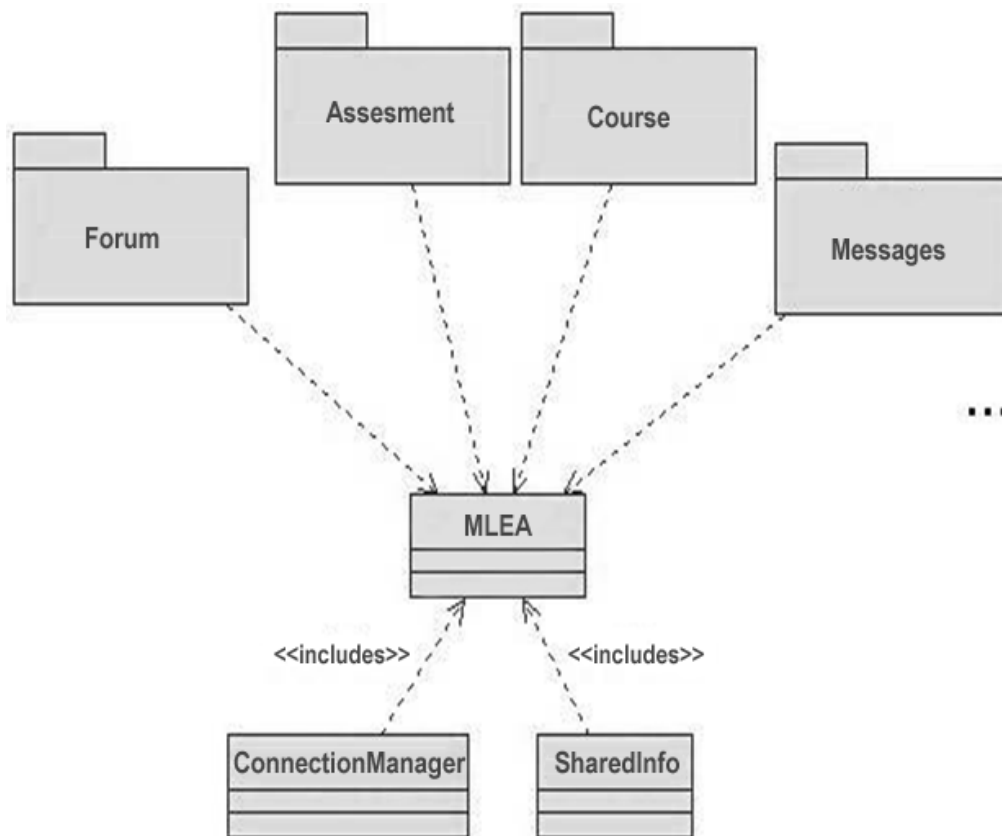 Assesment
Course
Forum
Messages
...
MLEA
<<includes>>
<<includes>>
ConnectionManager
SharedInfo